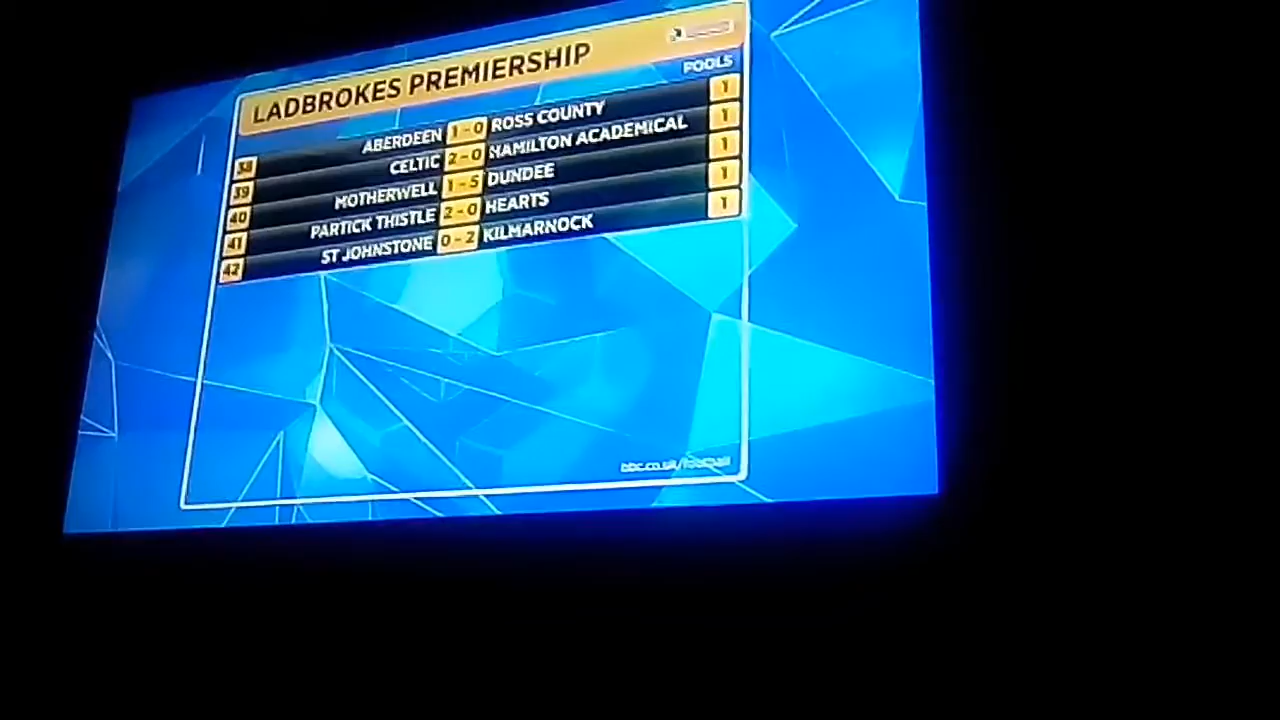 LADBROKES PREMIERSHIP
POOLS
38 ABERDEEN 1-0 ROSS COUNTY 1
39 CELTIC 2-0 HAMILTON ACADEMICAL 1
40 MOTHERWELL 1-5 DUNDEE 1
41 PARTICK THISTLE 2-0 HEARTS 1
42 ST JOHNSTONE 0-2 KILMARNOCK 1
bbc.co.uk/football